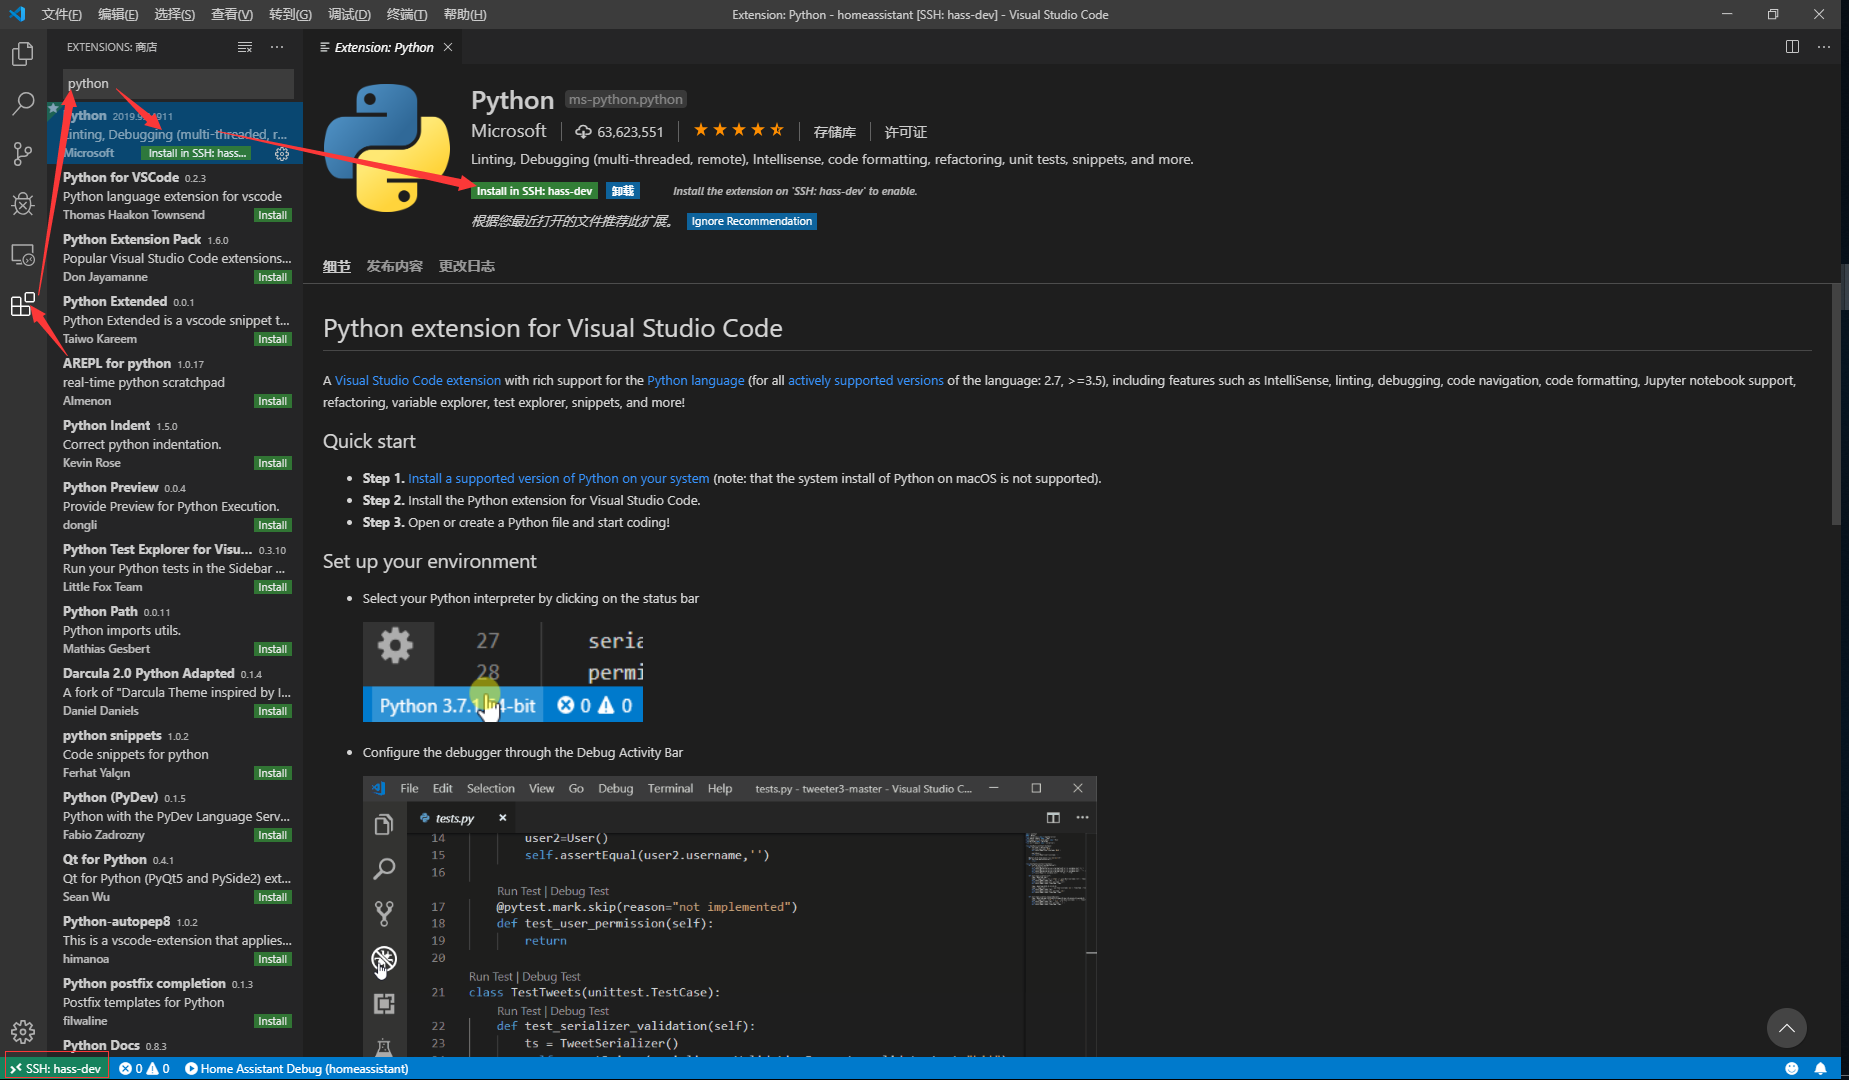 文件(F) 编辑(E) 选择(S) 查看(V) 转到(G) 调试(D) 终端(T) 帮助(H)
Extension: Python - homeassistant [SSH: hass-dev] - Visual Studio Code
EXTENSIONS: 商店
python
2019.9
Linting, Debugging (multi-threaded, r...
Microsoft Install in SSH: hass...
Python for VSCode 0.2.3
Python language extension for vscode
Thomas Haakon Townsend Install
Python Extension Pack 1.6.0
Popular Visual Studio Code extensions...
Don Jayamanne Install
Python Extended 0.0.1
Python Extended is a vscode snippet t...
Taiwo Kareem Install
AREPL for python 1.0.17
real-time python scratchpad
Almenon Install
Python Indent 1.5.0
Correct python indentation.
Kevin Rose Install
Python Preview 0.0.4
Provide Preview for Python Execution.
dongli Install
Python Test Explorer for Visu... 0.3.10
Run your Python tests in the Sidebar ...
Little Fox Team Install
Python Path 0.0.11
Python imports utils.
Mathias Gesbert Install
Darcula 2.0 Python Adapted 0.1.4
A fork of "Darcula Theme inspired by I...
Daniel Daniels Install
python snippets 1.0.2
Code snippets for python
Ferhat Yalçın Install
Python (PyDev) 0.1.5
Python with the PyDev Language Serv...
Fabio Zadrozny Install
Qt for Python 0.4.1
Qt for Python (PyQt5 and PySide2) ext...
Sean Wu Install
Python-autopep8 1.0.2
This is a vscode-extension that applies...
himanoa Install
Python postfix completion 0.1.3
Postfix templates for Python
filwaline Install
Python Docs 0.8.3
Extension: Python
Python ms-python.python
Microsoft 63,623,551 存储库 许可证
Linting, Debugging (multi-threaded, remote), Intellisense, code formatting, refactoring, unit tests, snippets, and more.
Install in SSH: hass-dev 卸载 Install the extension on 'SSH: hass-dev' to enable.
根据您最近打开的文件推荐此扩展。 Ignore Recommendation
细节 发布内容 更改日志
Python extension for Visual Studio Code
A Visual Studio Code extension with rich support for the Python language (for all actively supported versions of the language: 2.7, >=3.5), including features such as IntelliSense, linting, debugging, code navigation, code formatting, Jupyter notebook support,
refactoring, variable explorer, test explorer, snippets, and more!
Quick start
• Step 1. Install a supported version of Python on your system (note: that the system install of Python on macOS is not supported).
• Step 2. Install the Python extension for Visual Studio Code.
• Step 3. Open or create a Python file and start coding!
Set up your environment
• Select your Python interpreter by clicking on the status bar
27 seria
28 permi
Python 3.7. -bit 0 0
• Configure the debugger through the Debug Activity Bar
File Edit Selection View Go Debug Terminal Help tests.py - tweeter3-master - Visual Studio C...
tests.py
14 user2=User()
15 self.assertEqual(user2.username,'')
16
Run Test | Debug Test
17 @pytest.mark.skip(reason="not implemented")
18 def test_user_permission(self):
19 return
20
Run Test | Debug Test
21 class TestTweets(unittest.TestCase):
Run Test | Debug Test
22 def test_serializer_validation(self):
23 ts = TweetSerializer()
SSH: hass-dev 0 0 Home Assistant Debug (homeassistant)